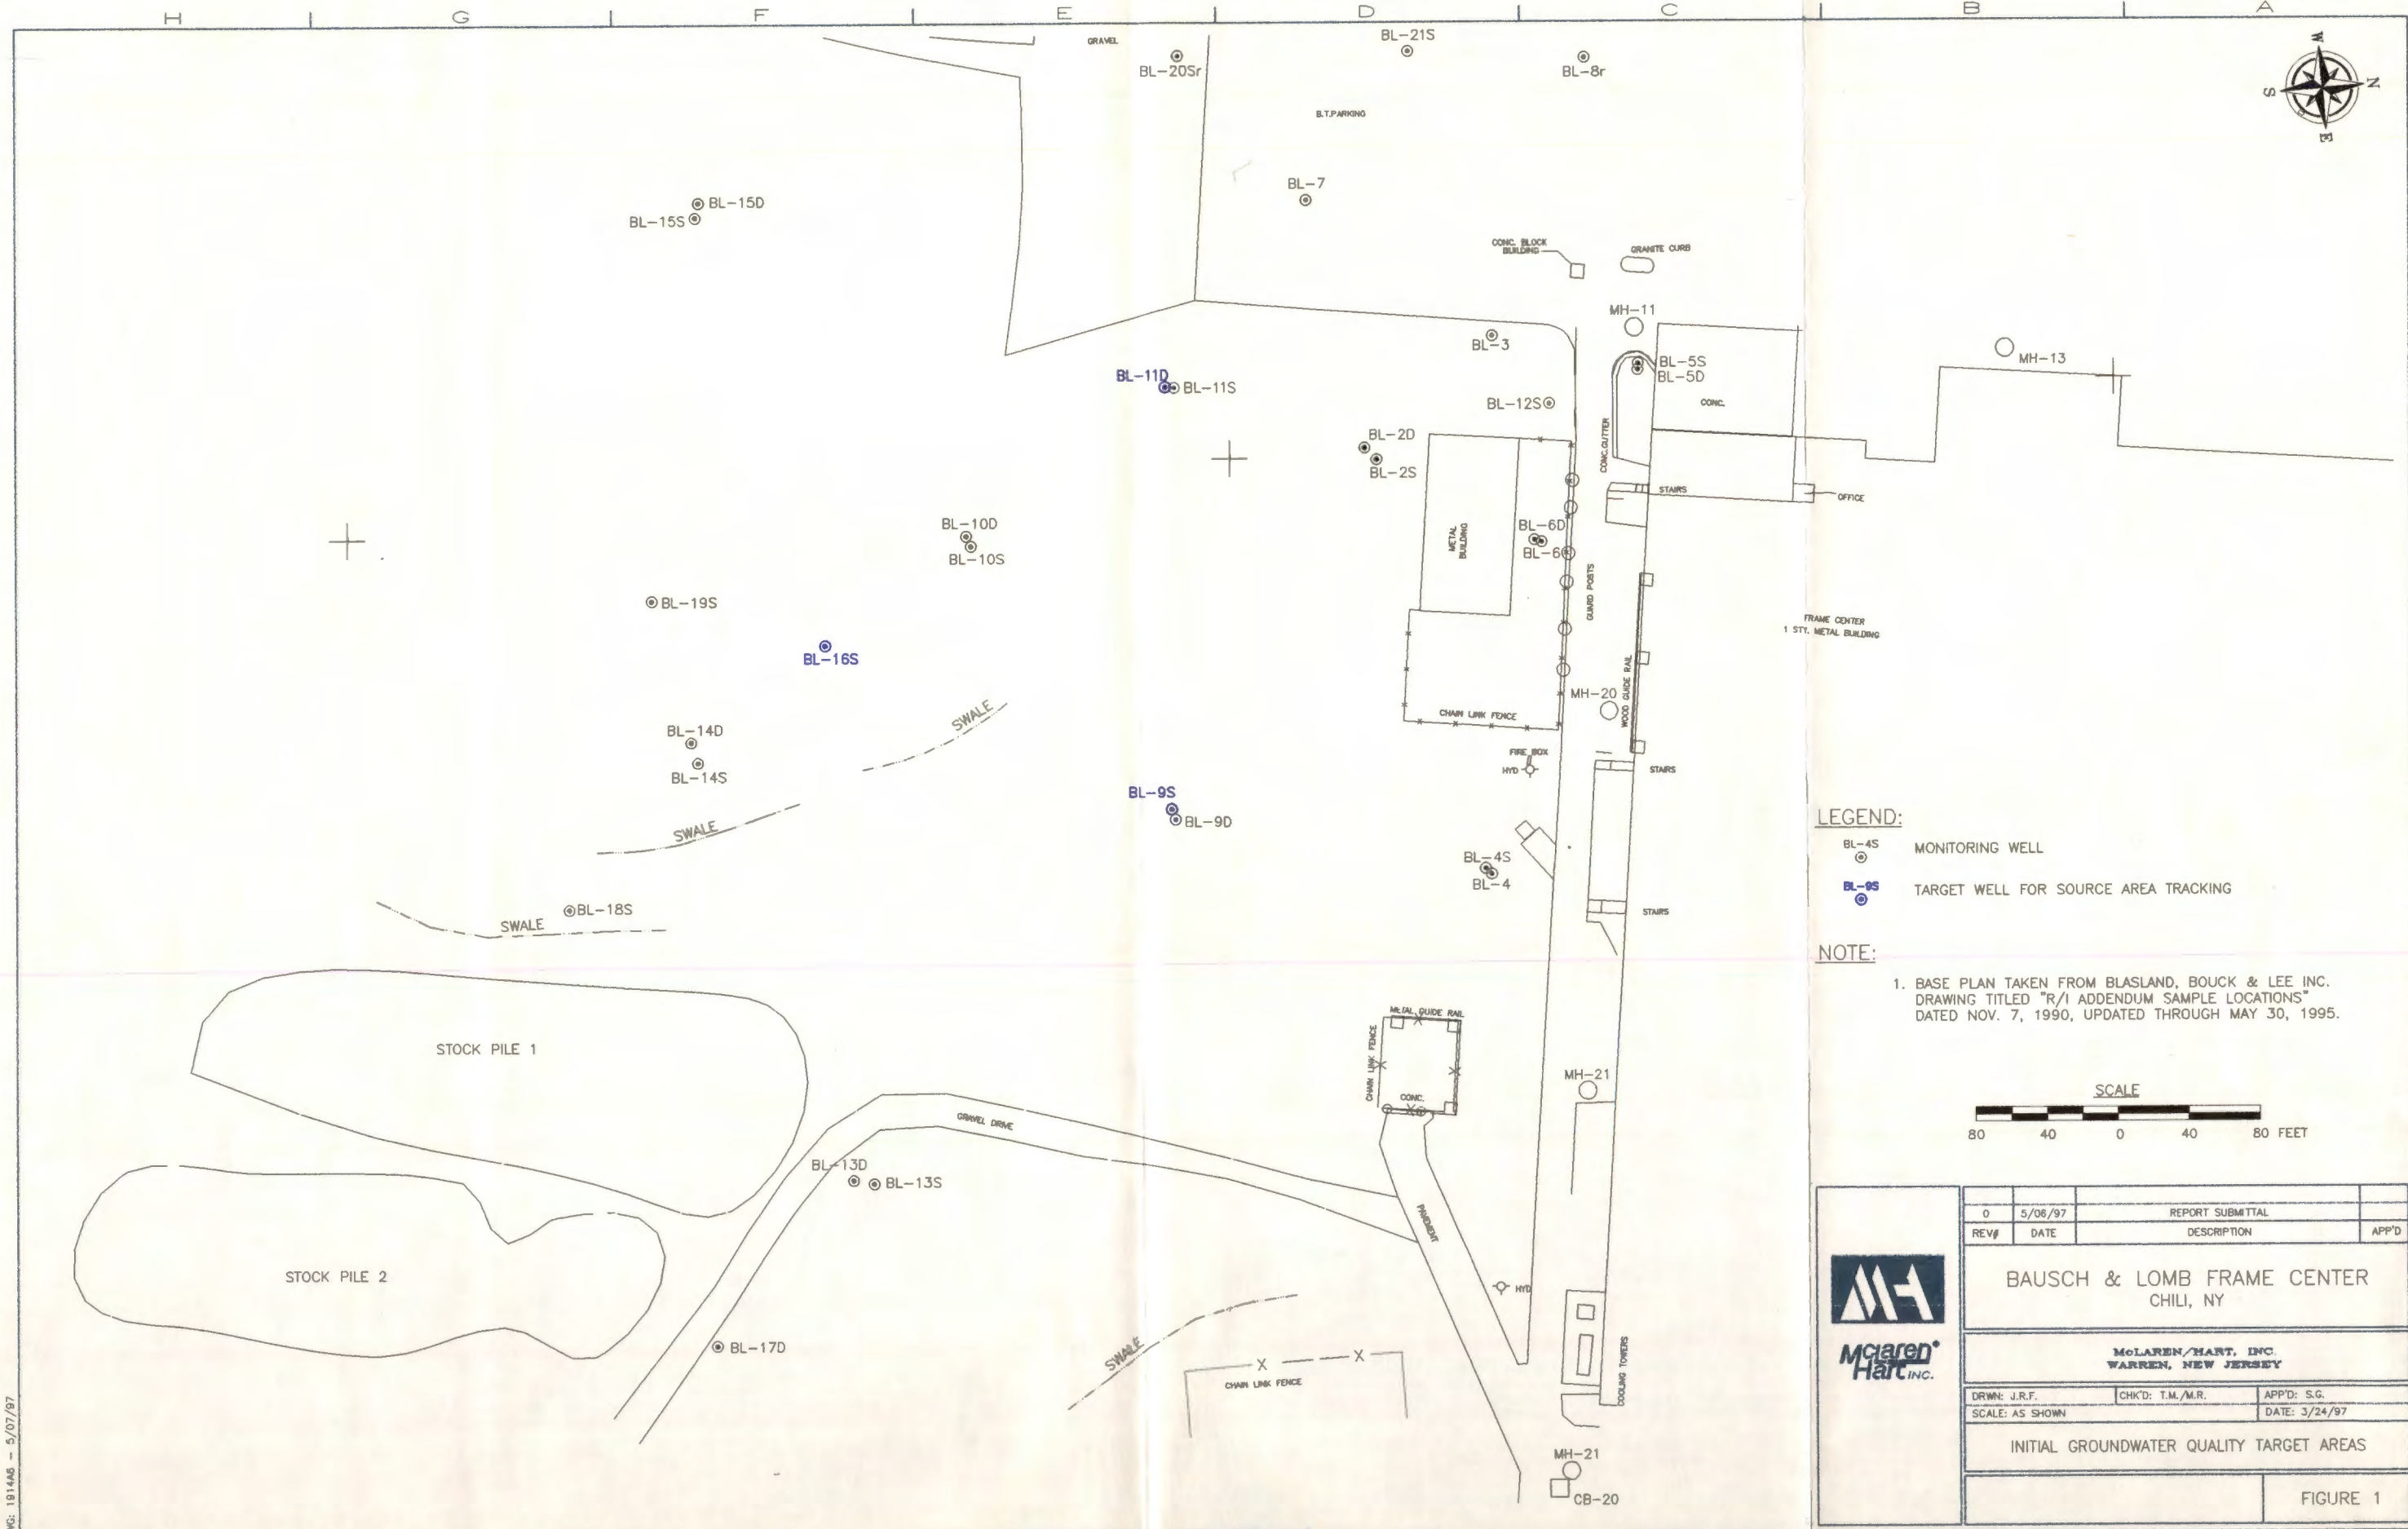 H G F E D C B A
W
N
S
E
GRAVEL
BL-20Sr
BL-21S
BL-8r
B.T.PARKING
BL-7
BL-15D
BL-15S
CONC. BLOCK
BUILDING
GRANITE CURB
MH-11
BL-3
BL-5S
BL-5D
MH-13
BL-11D
BL-11S
BL-12S
CONC.
BL-2D
BL-2S
CONC.GUTTER
STAIRS
OFFICE
BL-10D
BL-10S
METAL
BUILDING
BL-6D
BL-6
GUARD POSTS
BL-19S
BL-16S
FRAME CENTER
1 STY. METAL BUILDING
WOOD GUIDE RAIL
MH-20
CHAIN LINK FENCE
SWALE
BL-14D
BL-14S
FIRE BOX
HYD
STAIRS
BL-9S
BL-9D
SWALE
BL-4S
BL-4
STAIRS
BL-18S
SWALE
LEGEND:
BL-4S
MONITORING WELL
BL-9S
TARGET WELL FOR SOURCE AREA TRACKING
NOTE:
1. BASE PLAN TAKEN FROM BLASLAND, BOUCK & LEE INC.
DRAWING TITLED "R/I ADDENDUM SAMPLE LOCATIONS"
DATED NOV. 7, 1990, UPDATED THROUGH MAY 30, 1995.
METAL GUIDE RAIL
CHAIN LINK FENCE
CONC.
STOCK PILE 1
MH-21
GRAVEL DRIVE
SCALE
80 40 0 40 80 FEET
BL-13D
BL-13S
PAVEMENT
STOCK PILE 2
HYD
BL-17D
SWALE
CHAIN LINK FENCE
COOLING TOWERS
MH-21
CB-20
0 5/06/97 REPORT SUBMITTAL
REV# DATE DESCRIPTION APP'D
BAUSCH & LOMB FRAME CENTER
CHILI, NY
MH
McLaren®
Hart INC.
McLAREN/HART, INC.
WARREN, NEW JERSEY
DRWN: J.R.F. CHK'D: T.M./M.R. APP'D: S.G.
SCALE: AS SHOWN DATE: 3/24/97
INITIAL GROUNDWATER QUALITY TARGET AREAS
FIGURE 1
1914A6 - 5/07/97